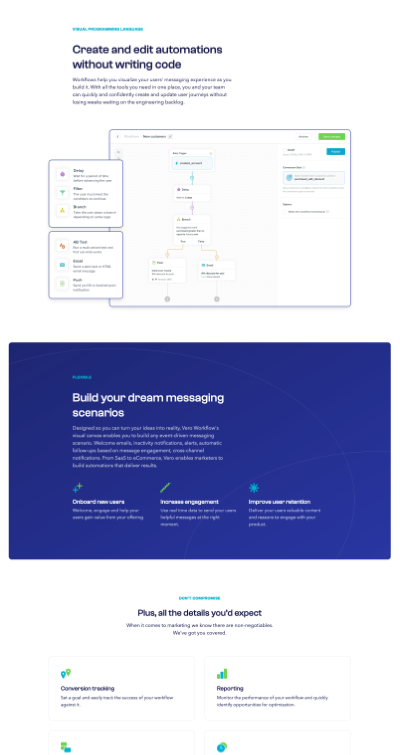 VISUAL PROGRAMMING LANGUAGE
Create and edit automations
without writing code
Workflows help you visualize your users' messaging experience as you
build it. With all the tools you need in one place, you and your team
can quickly and confidently create and update user journeys without
losing weeks waiting on the engineering backlog.
Workflow
New customers
Delay
Filter
Branch
AB Test
Email
Push
Entry Trigger
Delay
Branch
True
False
Push
Email
FLEXIBLE
Build your dream messaging
scenarios
Designed so you can turn your ideas into reality, Vero Workflow's
visual canvas enables you to build any event driven messaging
scenario. Welcome emails, inactivity notifications, alerts, automatic
follow ups based on message engagement, cross-channel
notifications. From SaaS to eCommerce, Vero enables marketers to
build automations that deliver results.
Onboard new users
Welcome, engage and help your
users gain value from your offering
Increase engagement
Use real time data to send your users
helpful messages at the right
moment.
Improve user retention
Deliver your users valuable content
and reasons to engage with your
product.
DON'T COMPROMISE
Plus, all the details you'd expect
When it comes to marketing we know there are non-negotiables.
We've got you covered.
Conversion tracking
Set a goal and easily track the success of your workflow
against it.
Reporting
Monitor the performance of your workflow and quickly
identify opportunities for optimization.